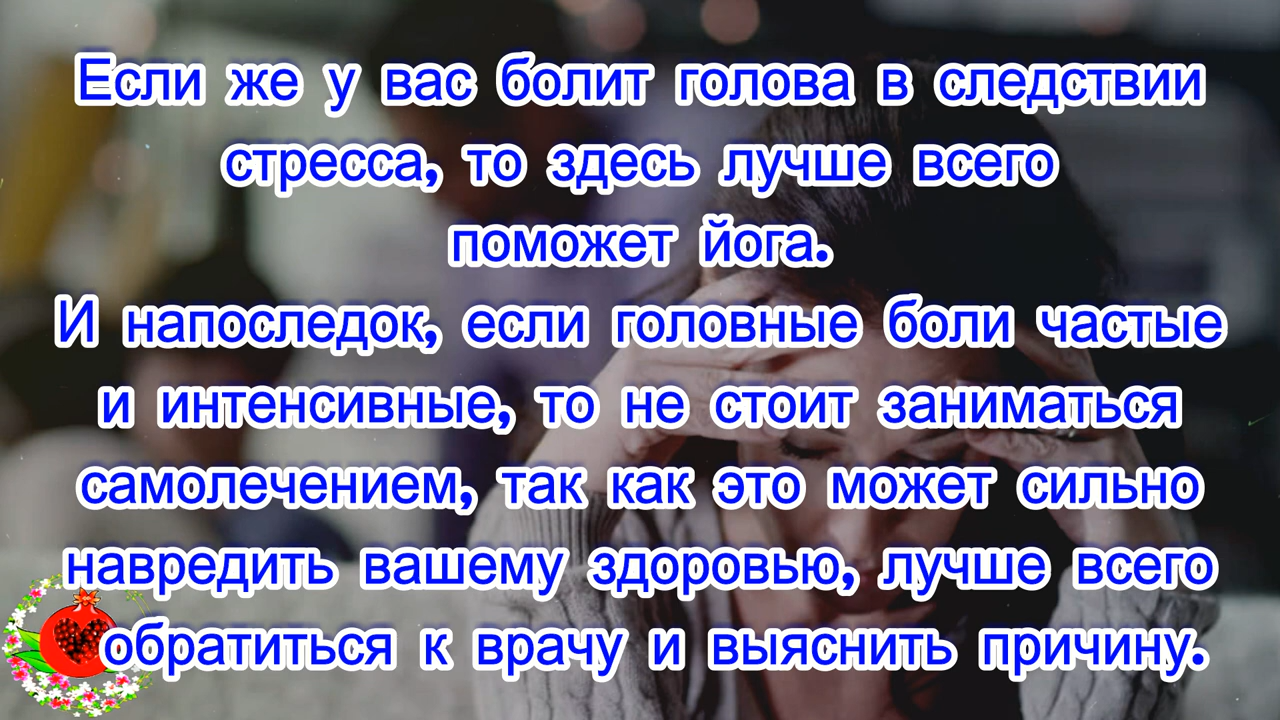 Если же у вас болит голова в следствии
стресса, то здесь лучше всего
поможет йога.
И напоследок, если головные боли частые
и интенсивные, то не стоит заниматься
самолечением, так как это может сильно
навредить вашему здоровью, лучше всего
обратиться к врачу и выяснить причину.